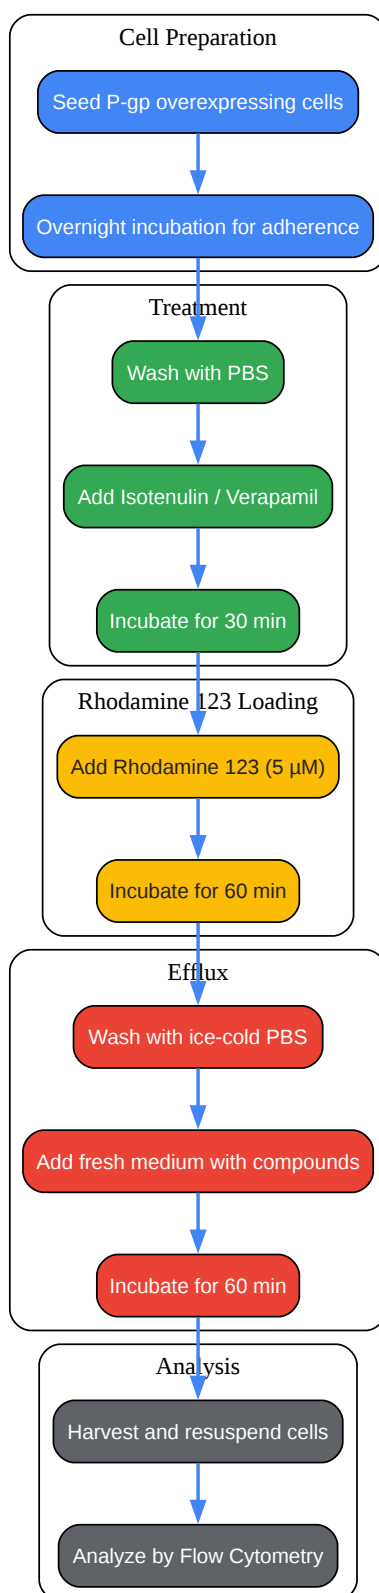 Cell Preparation
Seed P-gp overexpressing cells
Overnight incubation for adherence
Treatment
Wash with PBS
Add Isotenulin / Verapamil
Incubate for 30 min
Rhodamine 123 Loading
Add Rhodamine 123 (5 µM)
Incubate for 60 min
Efflux
Wash with ice-cold PBS
Add fresh medium with compounds
Incubate for 60 min
Analysis
Harvest and resuspend cells
Analyze by Flow Cytometry